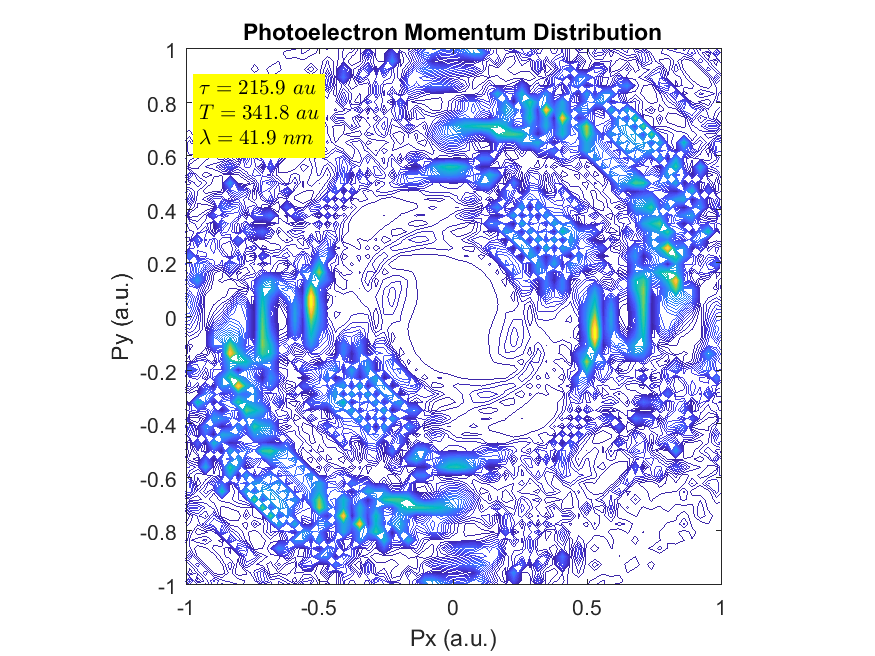 Photoelectron Momentum Distribution
τ = 215.9 au
T = 341.8 au
λ = 41.9 nm
1
0.8
0.6
0.4
0.2
0
-0.2
-0.4
-0.6
-0.8
-1
Py (a.u.)
-1 -0.5 0 0.5 1
Px (a.u.)